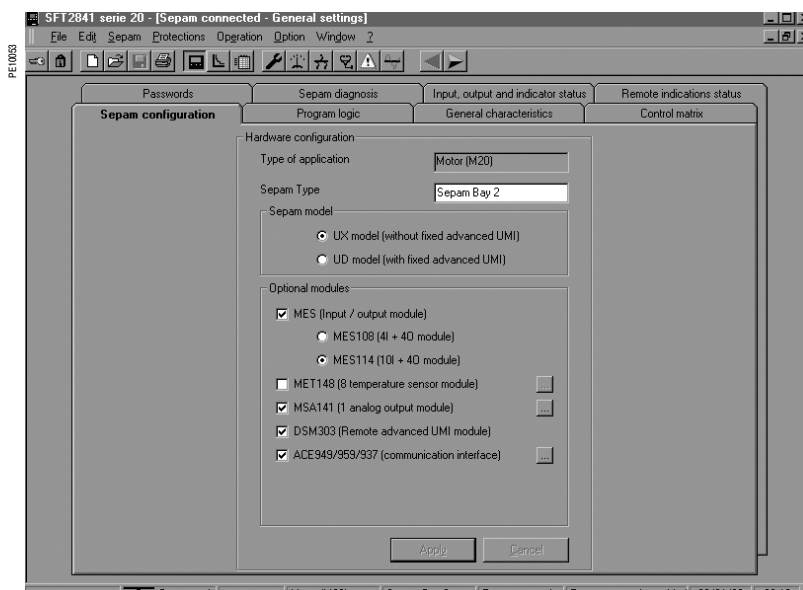 PE10053
SFT2841 serie 20 - [Sepam connected - General settings]
File Edit Sepam Protections Operation Option Window ?
Passwords Sepam diagnosis Input, output and indicator status Remote indications status
Sepam configuration Program logic General characteristics Control matrix
Hardware configuration
Type of application Motor (M20)
Sepam Type Sepam Bay 2
Sepam model
UX model (without fixed advanced UMI)
UD model (with fixed advanced UMI)
Optional modules
MES (Input / output module)
MES108 (4I + 4O module)
MES114 (10I + 4O module)
MET148 (8 temperature sensor module) ...
MSA141 (1 analog output module) ...
DSM303 (Remote advanced UMI module)
ACE949/959/937 (communication interface) ...
Apply Cancel